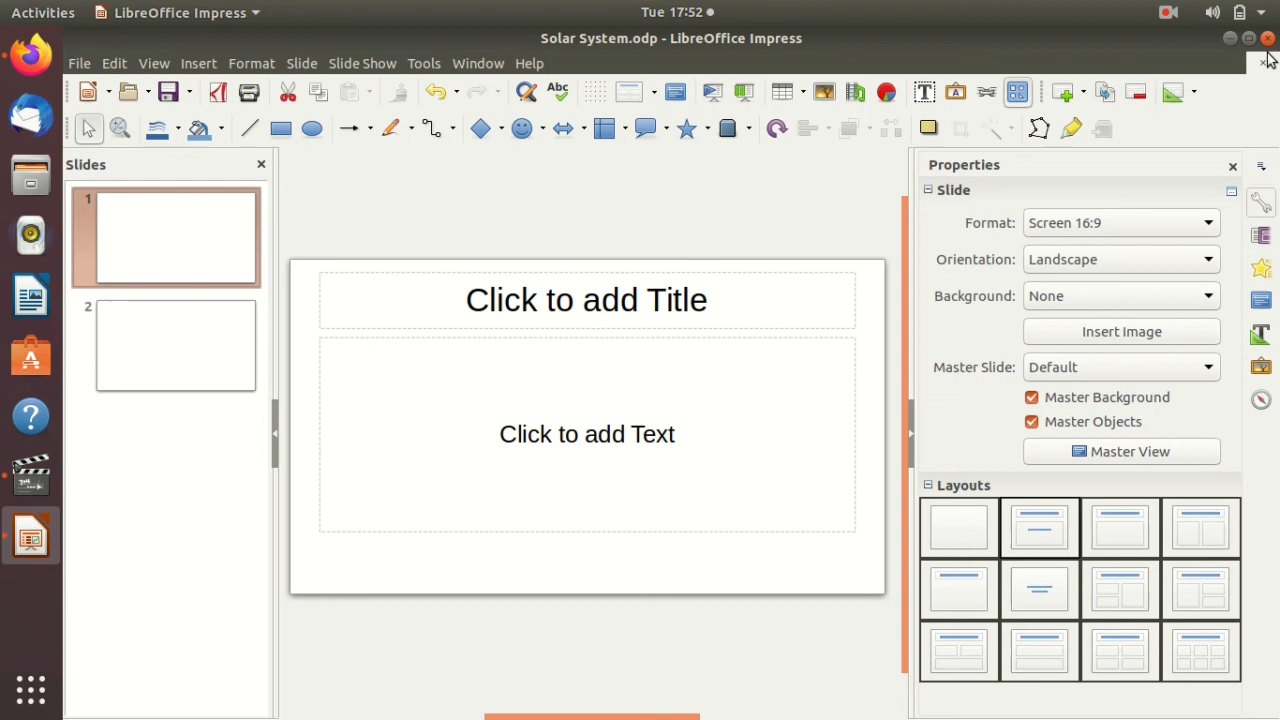 Activities LibreOffice Impress Tue 17:52
Solar System.odp - LibreOffice Impress
File Edit View Insert Format Slide Slide Show Tools Window Help
Abc
Slides
Properties
Slide
1
2
Click to add Title
Click to add Text
Format: Screen 16:9
Orientation: Landscape
Background: None
Insert Image
Master Slide: Default
Master Background
Master Objects
Master View
Layouts